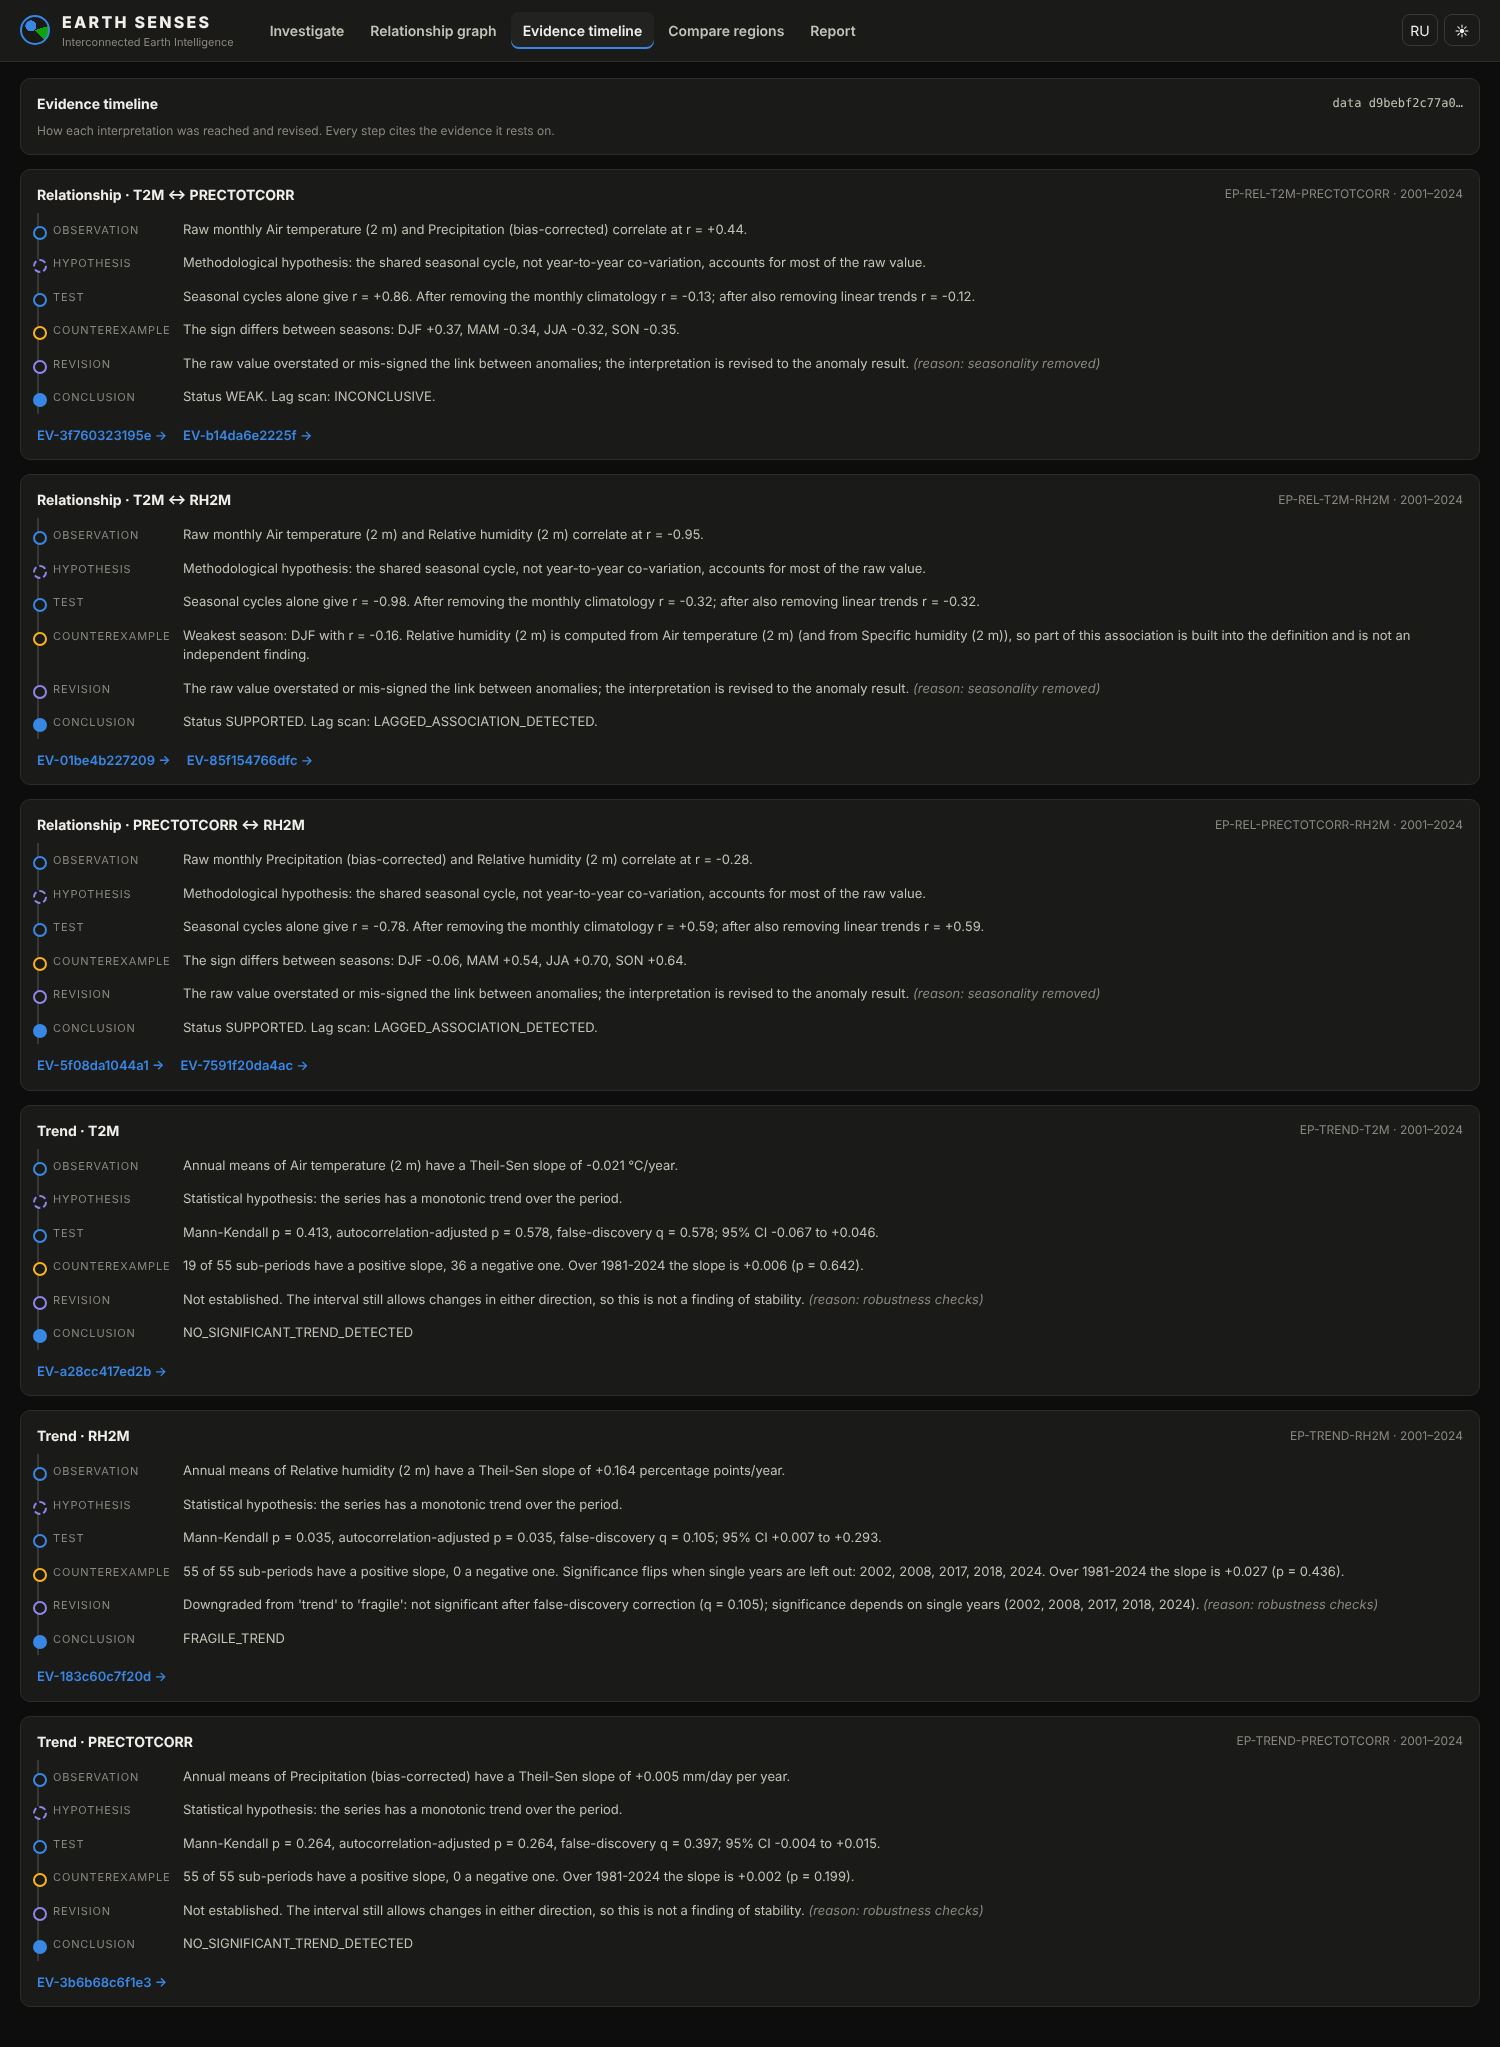 EARTH SENSES
Interconnected Earth Intelligence
Investigate
Relationship graph
Evidence timeline
Compare regions
Report
RU
Evidence timeline
data d9bebf2c77a0…
How each interpretation was reached and revised. Every step cites the evidence it rests on.
Relationship · T2M ↔ PRECTOTCORR
EP-REL-T2M-PRECTOTCORR · 2001–2024
OBSERVATION Raw monthly Air temperature (2 m) and Precipitation (bias-corrected) correlate at r = +0.44.
HYPOTHESIS Methodological hypothesis: the shared seasonal cycle, not year-to-year co-variation, accounts for most of the raw value.
TEST Seasonal cycles alone give r = +0.86. After removing the monthly climatology r = -0.13; after also removing linear trends r = -0.12.
COUNTEREXAMPLE The sign differs between seasons: DJF +0.37, MAM -0.34, JJA -0.32, SON -0.35.
REVISION The raw value overstated or mis-signed the link between anomalies; the interpretation is revised to the anomaly result. (reason: seasonality removed)
CONCLUSION Status WEAK. Lag scan: INCONCLUSIVE.
EV-3f760323195e → EV-b14da6e2225f →
Relationship · T2M ↔ RH2M
EP-REL-T2M-RH2M · 2001–2024
OBSERVATION Raw monthly Air temperature (2 m) and Relative humidity (2 m) correlate at r = -0.95.
HYPOTHESIS Methodological hypothesis: the shared seasonal cycle, not year-to-year co-variation, accounts for most of the raw value.
TEST Seasonal cycles alone give r = -0.98. After removing the monthly climatology r = -0.32; after also removing linear trends r = -0.32.
COUNTEREXAMPLE Weakest season: DJF with r = -0.16. Relative humidity (2 m) is computed from Air temperature (2 m) (and from Specific humidity (2 m)), so part of this association is built into the definition and is not an
independent finding.
REVISION The raw value overstated or mis-signed the link between anomalies; the interpretation is revised to the anomaly result. (reason: seasonality removed)
CONCLUSION Status SUPPORTED. Lag scan: LAGGED_ASSOCIATION_DETECTED.
EV-01be4b227209 → EV-85f154766dfc →
Relationship · PRECTOTCORR ↔ RH2M
EP-REL-PRECTOTCORR-RH2M · 2001–2024
OBSERVATION Raw monthly Precipitation (bias-corrected) and Relative humidity (2 m) correlate at r = -0.28.
HYPOTHESIS Methodological hypothesis: the shared seasonal cycle, not year-to-year co-variation, accounts for most of the raw value.
TEST Seasonal cycles alone give r = -0.78. After removing the monthly climatology r = +0.59; after also removing linear trends r = +0.59.
COUNTEREXAMPLE The sign differs between seasons: DJF -0.06, MAM +0.54, JJA +0.70, SON +0.64.
REVISION The raw value overstated or mis-signed the link between anomalies; the interpretation is revised to the anomaly result. (reason: seasonality removed)
CONCLUSION Status SUPPORTED. Lag scan: LAGGED_ASSOCIATION_DETECTED.
EV-5f08da1044a1 → EV-7591f20da4ac →
Trend · T2M
EP-TREND-T2M · 2001–2024
OBSERVATION Annual means of Air temperature (2 m) have a Theil-Sen slope of -0.021 °C/year.
HYPOTHESIS Statistical hypothesis: the series has a monotonic trend over the period.
TEST Mann-Kendall p = 0.413, autocorrelation-adjusted p = 0.578, false-discovery q = 0.578; 95% CI -0.067 to +0.046.
COUNTEREXAMPLE 19 of 55 sub-periods have a positive slope, 36 a negative one. Over 1981-2024 the slope is +0.006 (p = 0.642).
REVISION Not established. The interval still allows changes in either direction, so this is not a finding of stability. (reason: robustness checks)
CONCLUSION NO_SIGNIFICANT_TREND_DETECTED
EV-a28cc417ed2b →
Trend · RH2M
EP-TREND-RH2M · 2001–2024
OBSERVATION Annual means of Relative humidity (2 m) have a Theil-Sen slope of +0.164 percentage points/year.
HYPOTHESIS Statistical hypothesis: the series has a monotonic trend over the period.
TEST Mann-Kendall p = 0.035, autocorrelation-adjusted p = 0.035, false-discovery q = 0.105; 95% CI +0.007 to +0.293.
COUNTEREXAMPLE 55 of 55 sub-periods have a positive slope, 0 a negative one. Significance flips when single years are left out: 2002, 2008, 2017, 2018, 2024. Over 1981-2024 the slope is +0.027 (p = 0.436).
REVISION Downgraded from 'trend' to 'fragile': not significant after false-discovery correction (q = 0.105); significance depends on single years (2002, 2008, 2017, 2018, 2024). (reason: robustness checks)
CONCLUSION FRAGILE_TREND
EV-183c60c7f20d →
Trend · PRECTOTCORR
EP-TREND-PRECTOTCORR · 2001–2024
OBSERVATION Annual means of Precipitation (bias-corrected) have a Theil-Sen slope of +0.005 mm/day per year.
HYPOTHESIS Statistical hypothesis: the series has a monotonic trend over the period.
TEST Mann-Kendall p = 0.264, autocorrelation-adjusted p = 0.264, false-discovery q = 0.397; 95% CI -0.004 to +0.015.
COUNTEREXAMPLE 55 of 55 sub-periods have a positive slope, 0 a negative one. Over 1981-2024 the slope is +0.002 (p = 0.199).
REVISION Not established. The interval still allows changes in either direction, so this is not a finding of stability. (reason: robustness checks)
CONCLUSION NO_SIGNIFICANT_TREND_DETECTED
EV-3b6b68c6f1e3 →